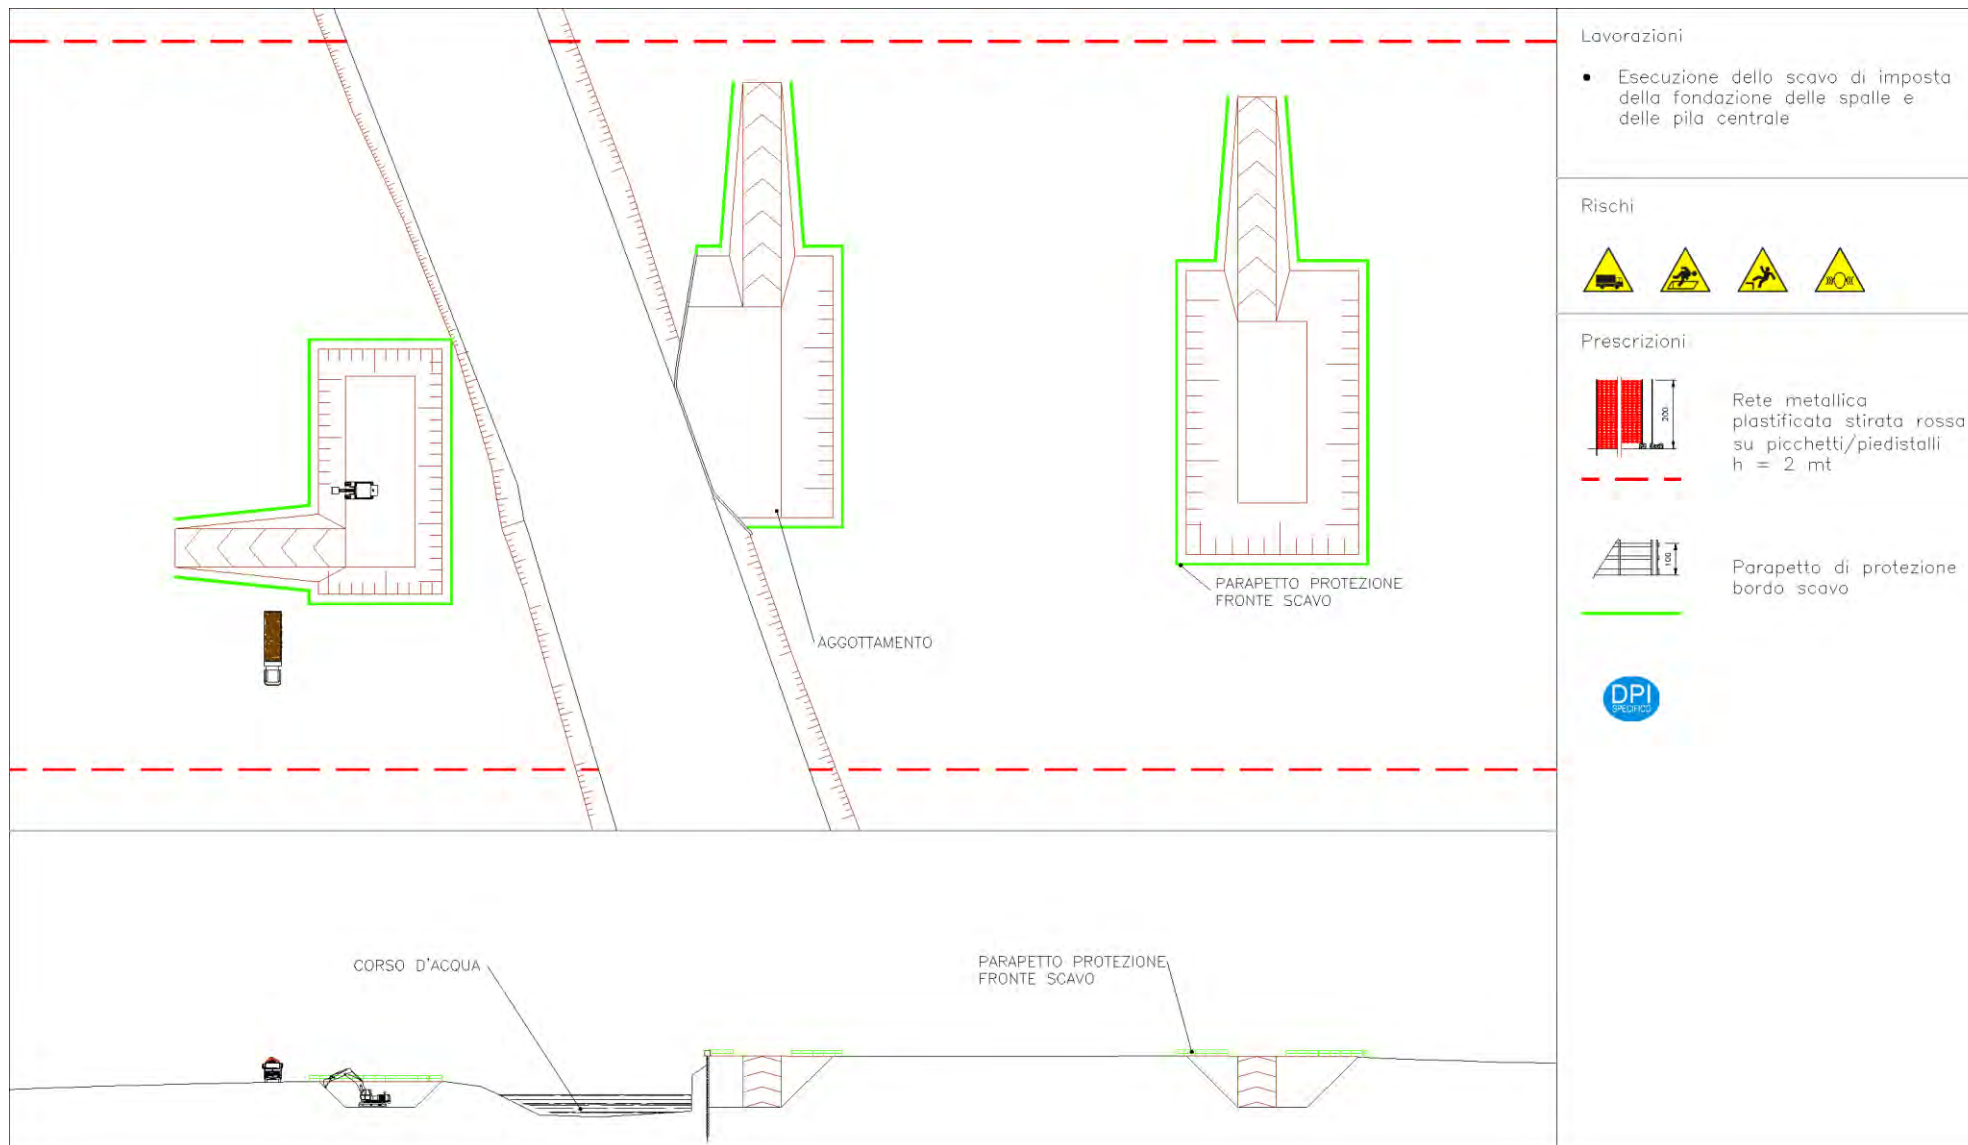 Lavorazioni
• Esecuzione dello scavo di imposta
della fondazione delle spalle e
delle pila centrale
Rischi
Prescrizioni
200
Rete metallica
plastificata stirata rossa
su picchetti/piedistalli
h = 2 mt
100
Parapetto di protezione
bordo scavo
DPI
SPECIFICO
PARAPETTO PROTEZIONE
FRONTE SCAVO
AGGOTTAMENTO
CORSO D'ACQUA
PARAPETTO PROTEZIONE
FRONTE SCAVO